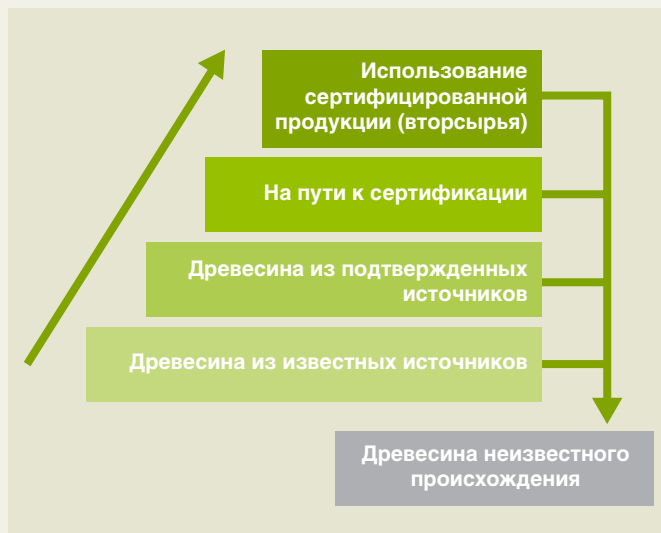 Использование
сертифицированной
продукции (вторсырья)
На пути к сертификации
Древесина из подтвержденных
источников
Древесина из известных источников
Древесина неизвестного
происхождения